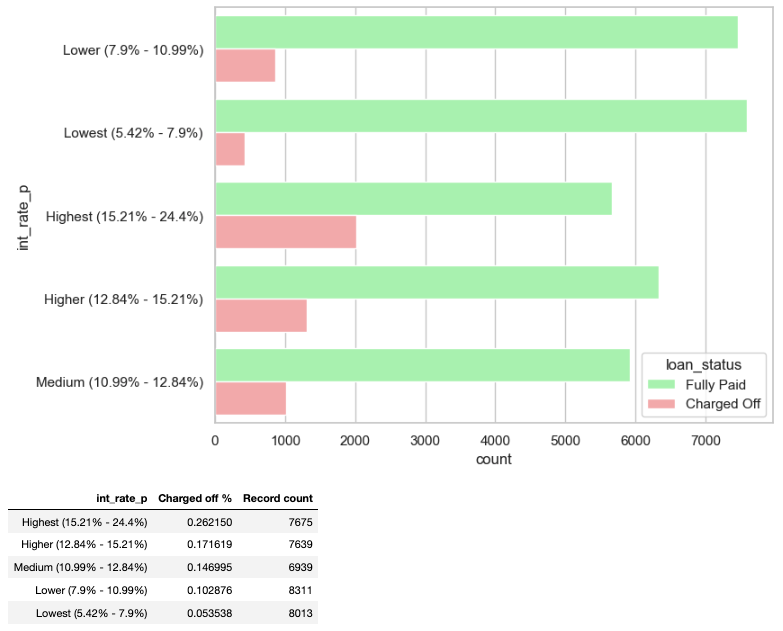 Lower (7.9% - 10.99%)
Lowest (5.42% - 7.9%)
Highest (15.21% - 24.4%)
Higher (12.84% - 15.21%)
Medium (10.99% - 12.84%)
int_rate_p
loan_status
Fully Paid
Charged Off
0 1000 2000 3000 4000 5000 6000 7000
count
int_rate_p Charged off % Record count
Highest (15.21% - 24.4%) 0.262150 7675
Higher (12.84% - 15.21%) 0.171619 7639
Medium (10.99% - 12.84%) 0.146995 6939
Lower (7.9% - 10.99%) 0.102876 8311
Lowest (5.42% - 7.9%) 0.053538 8013